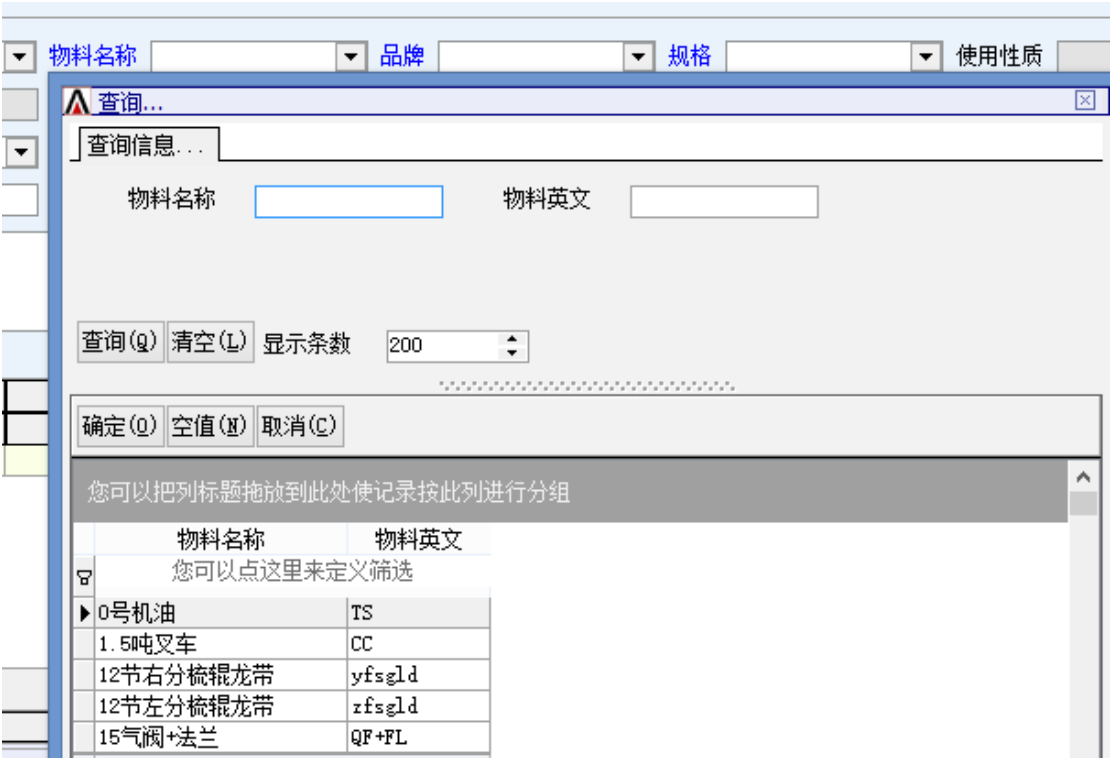 物料名称 品牌 规格 使用性质
查询...
查询信息...
物料名称 物料英文
查询(Q) 清空(L) 显示条数 200
确定(O) 空值(N) 取消(C)
您可以把列标题拖放到此处使记录按此列进行分组
物料名称 物料英文
您可以点这里来定义筛选
0号机油 TS
1.5吨叉车 CC
12节右分梳辊龙带 yfsgld
12节左分梳辊龙带 zfsgld
15气阀+法兰 QF+FL